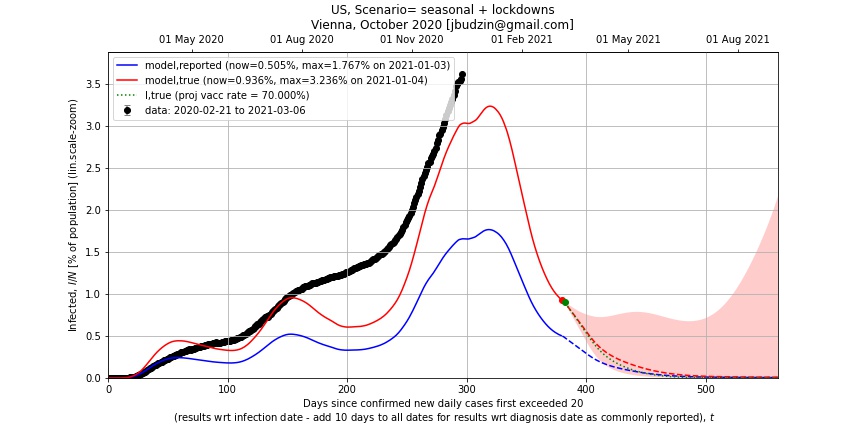 US, Scenario= seasonal + lockdowns
Vienna, October 2020 [jbudzin@gmail.com]
01 May 2020 01 Aug 2020 01 Nov 2020 01 Feb 2021 01 May 2021 01 Aug 2021
model,reported (now=0.505%, max=1.767% on 2021-01-03)
model,true (now=0.936%, max=3.236% on 2021-01-04)
I,true (proj vacc rate = 70.000%)
data: 2020-02-21 to 2021-03-06
Infected, I/N [% of population] (lin.scale-zoom)
3.5
3.0
2.5
2.0
1.5
1.0
0.5
0.0
0 100 200 300 400 500
Days since confirmed new daily cases first exceeded 20
(results wrt infection date - add 10 days to all dates for results wrt diagnosis date as commonly reported), t